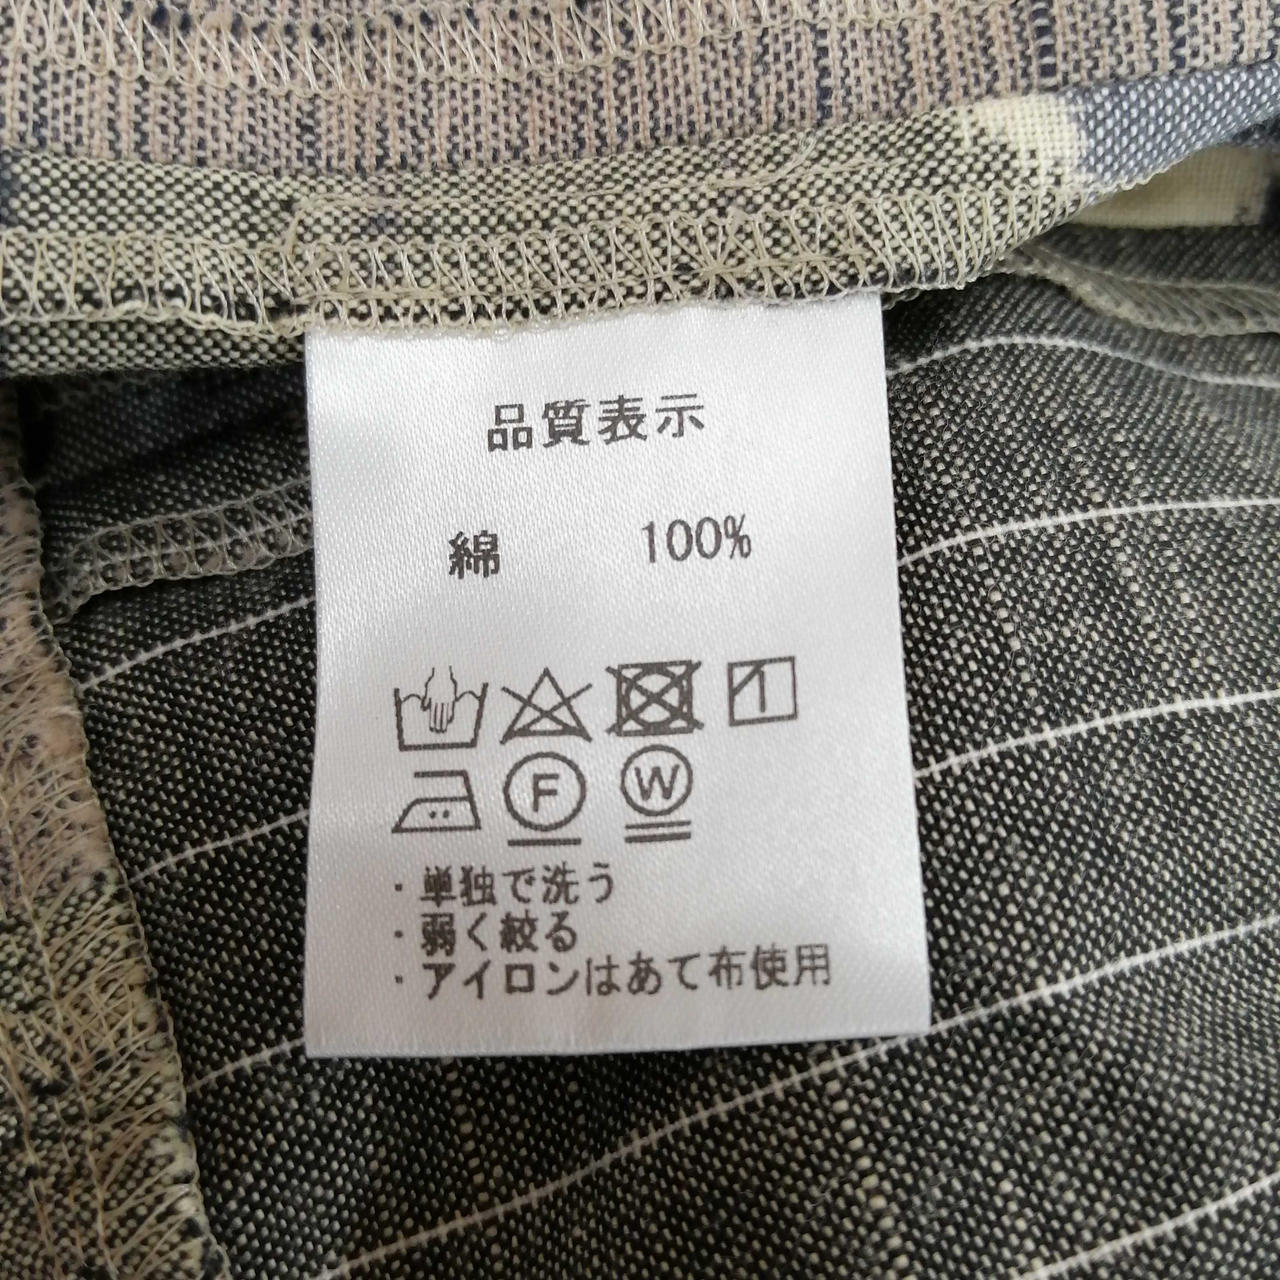 品質表示
綿 100%
F W
・単独で洗う
・弱く絞る
・アイロンはあて布使用